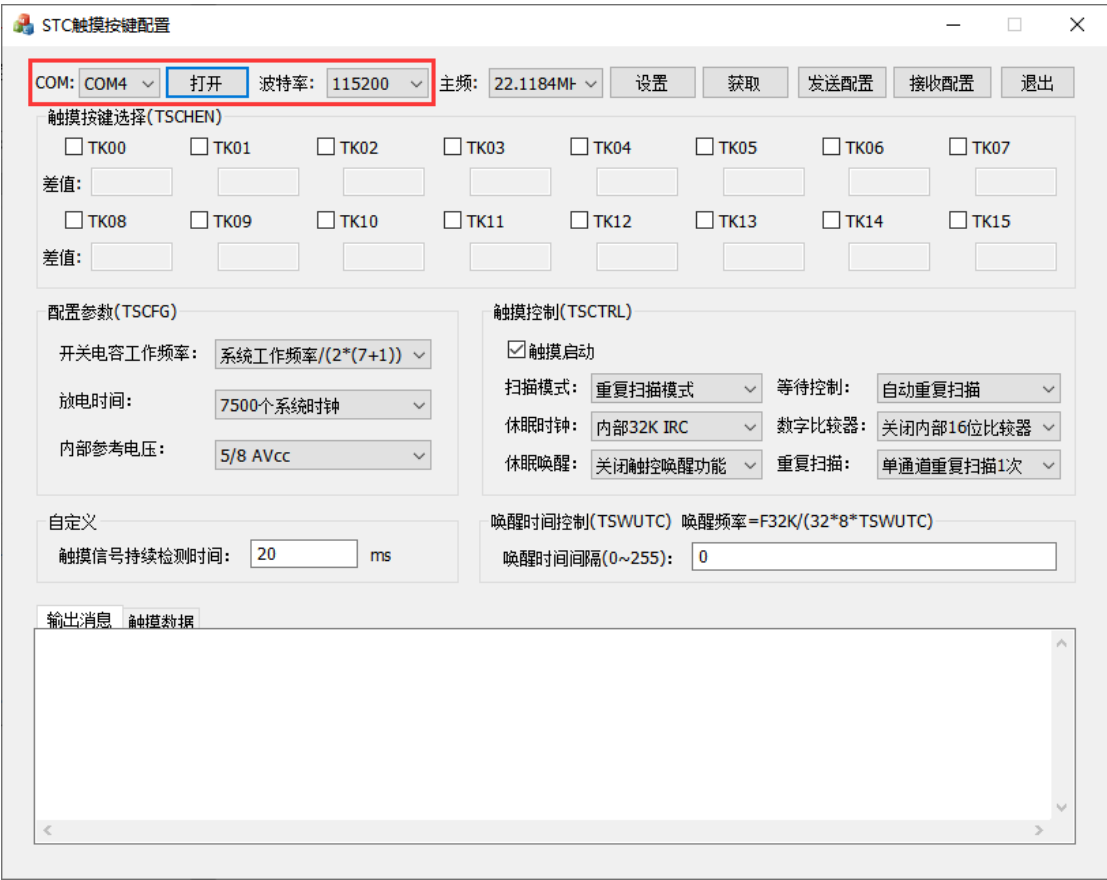 STC触摸按键配置
COM: COM4 打开 波特率: 115200 主频: 22.1184MH 设置 获取 发送配置 接收配置 退出
触摸按键选择(TSCHEN)
TK00 TK01 TK02 TK03 TK04 TK05 TK06 TK07
差值:
TK08 TK09 TK10 TK11 TK12 TK13 TK14 TK15
差值:
配置参数(TSCFG)
开关电容工作频率: 系统工作频率/(2*(7+1))
放电时间: 7500个系统时钟
内部参考电压: 5/8 AVcc
触摸控制(TSCTRL)
触摸启动
扫描模式: 重复扫描模式 等待控制: 自动重复扫描
休眠时钟: 内部32K IRC 数字比较器: 关闭内部16位比较器
休眠唤醒: 关闭触控唤醒功能 重复扫描: 单通道重复扫描1次
自定义
触摸信号持续检测时间: 20 ms
唤醒时间控制(TSWUTC) 唤醒频率=F32K/(32*8*TSWUTC)
唤醒时间间隔(0~255): 0
输出消息 触摸数据